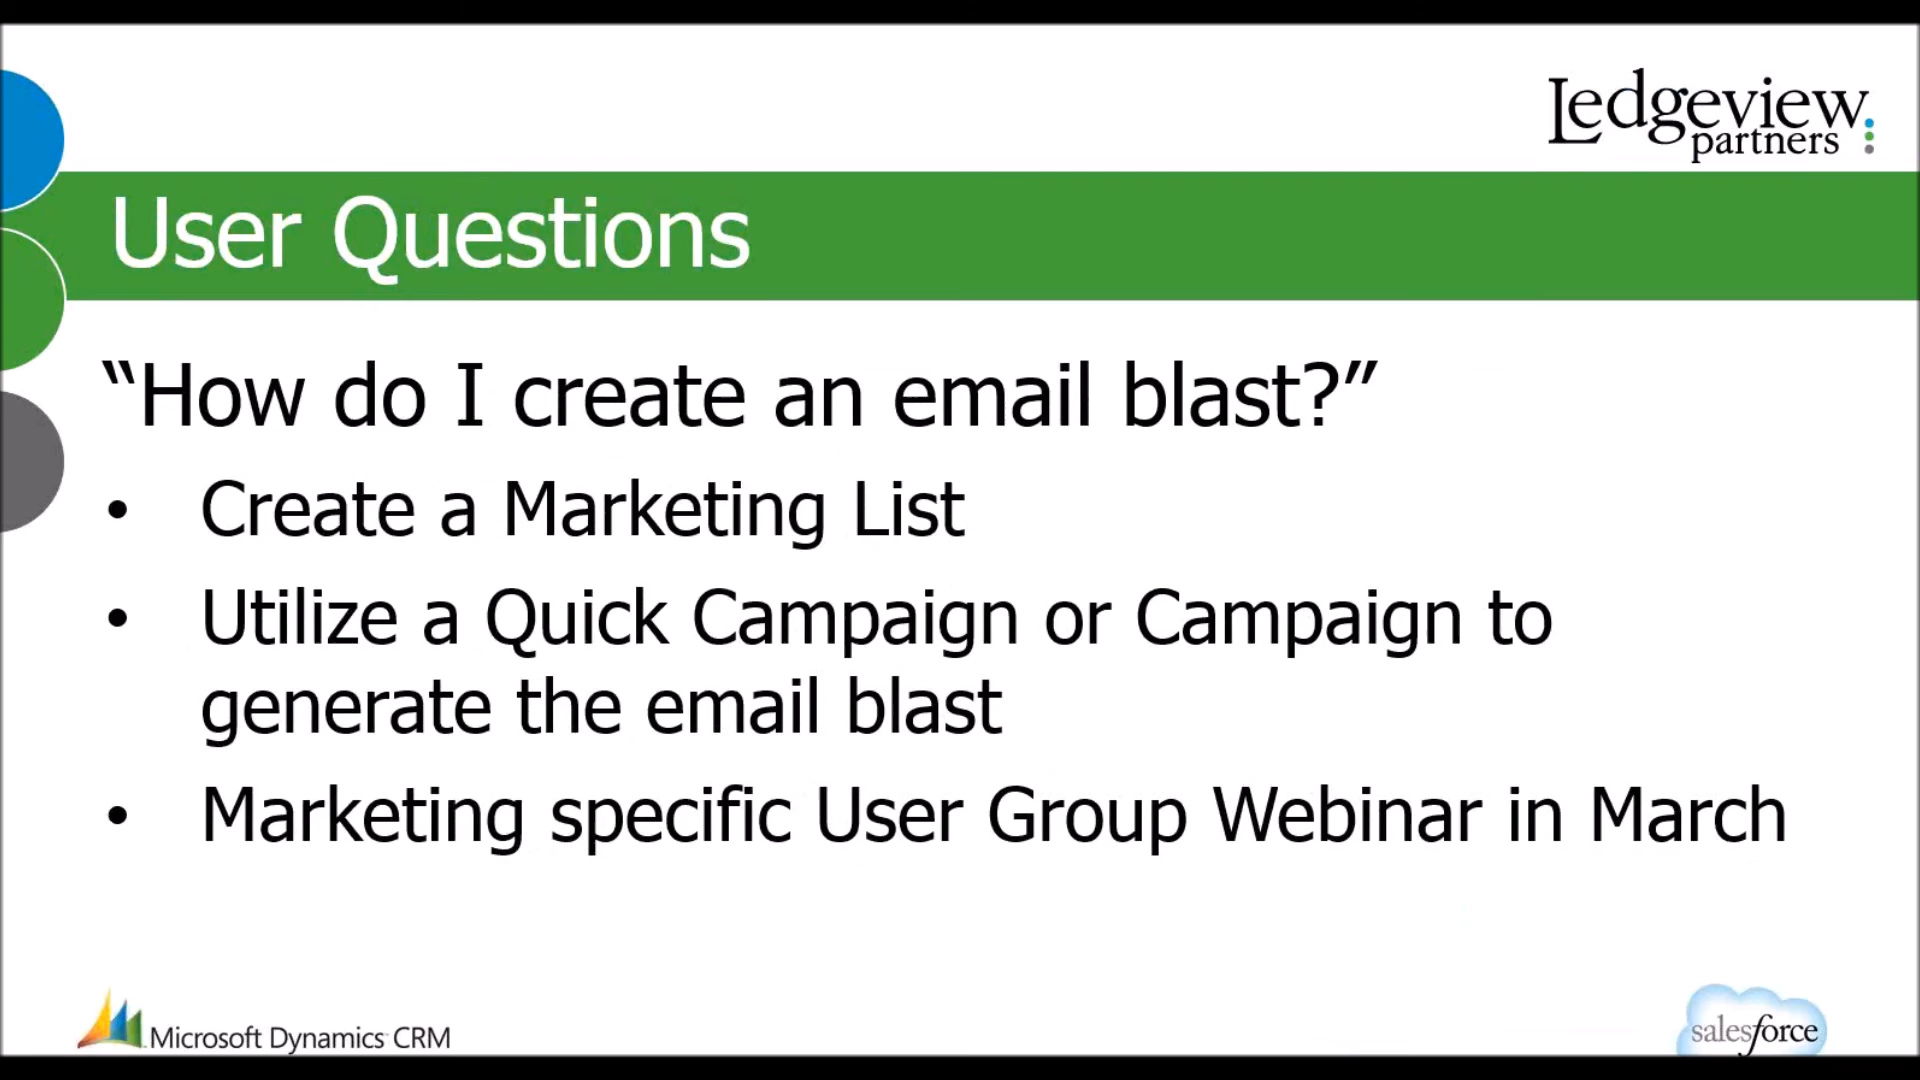 Ledgeview
partners
User Questions
“How do I create an email blast?”
• Create a Marketing List
• Utilize a Quick Campaign or Campaign to
generate the email blast
• Marketing specific User Group Webinar in March
Microsoft Dynamics CRM
salesforce